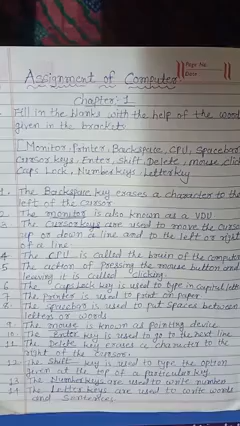 Page No.
Date
Assignment of Computer
Chapter:- 1
Fill in the blanks with the help of the word
given in the brackets
[Monitor, Printer, Backspace, CPU, Spacebar
Cursor keys, Enter, Shift, Delete, mouse click
Caps Lock, Number keys, Letter key
1. The Backspace key erases a character to the
left of the cursor
2. The monitor is also known as a VDU
3. The Cursor keys are used to move the cursor
up or down a line and to the left or right
of a line.
4 The CPU is called the brain of the computer
5 The action of pressing the mouse button and
leaving it is called clicking
6 The Caps Lock key is used to type in capital letter
7 The Printer is used to print on paper
8 The Spacebar is used to put spaces between
letters or words
9. The mouse is known as pointing device
10. The Enter key is used to go to the next line
11. The Delete key erases a character to the
right of the cursor.
12. The Shift key is used to type the option
given at the top of a particular key
13 The Number keys are used to write number
14 The Letter keys are used to write words
and sentences